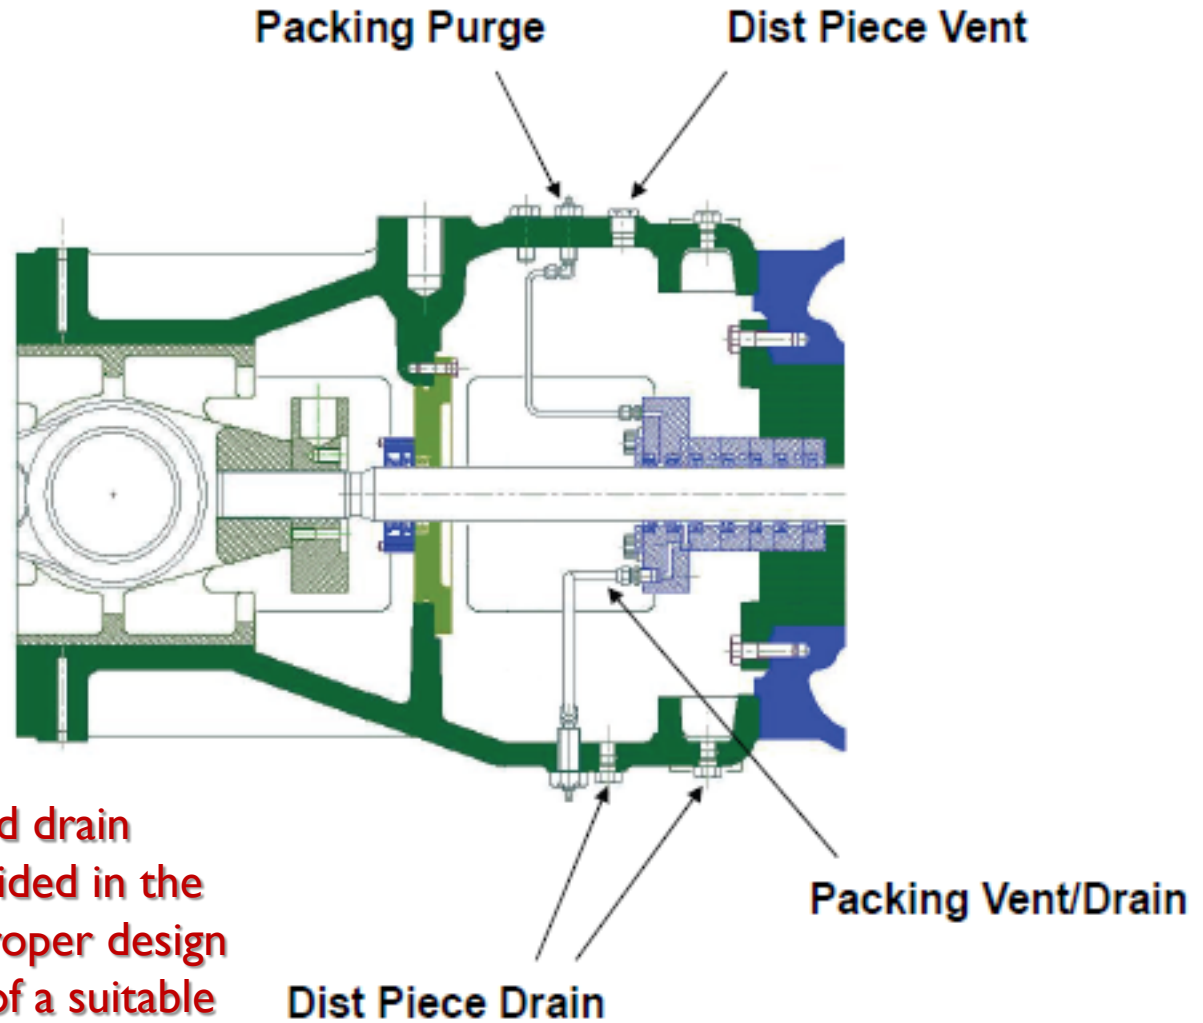 Packing Purge
Dist Piece Vent
d drain
ided in the
roper design
of a suitable
Packing Vent/Drain
Dist Piece Drain